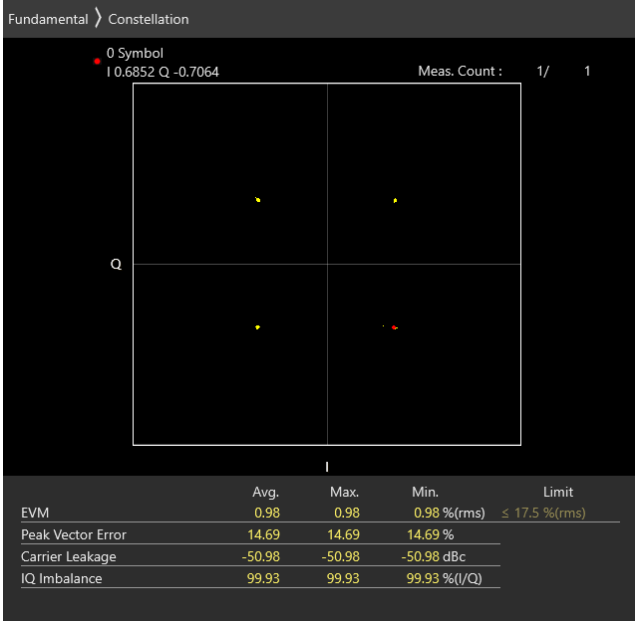 Fundamental 〉 Constellation
0 Symbol
I 0.6852 Q -0.7064
Meas. Count : 1/ 1
Q
I
Avg. Max. Min. Limit
EVM 0.98 0.98 0.98 %(rms) ≤ 17.5 %(rms)
Peak Vector Error 14.69 14.69 14.69 %
Carrier Leakage -50.98 -50.98 -50.98 dBc
IQ Imbalance 99.93 99.93 99.93 %(I/Q)